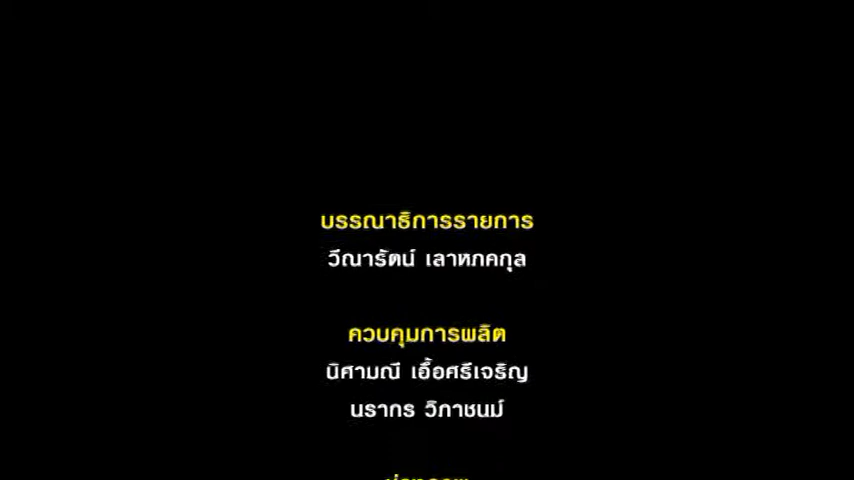 บรรณาธิการรายการ
วีณารัตน์ เลาหภคกุล
ควบคุมการผลิต
นิศามณี เอื้อศรีเจริญ
นรากร วิภาชนม์